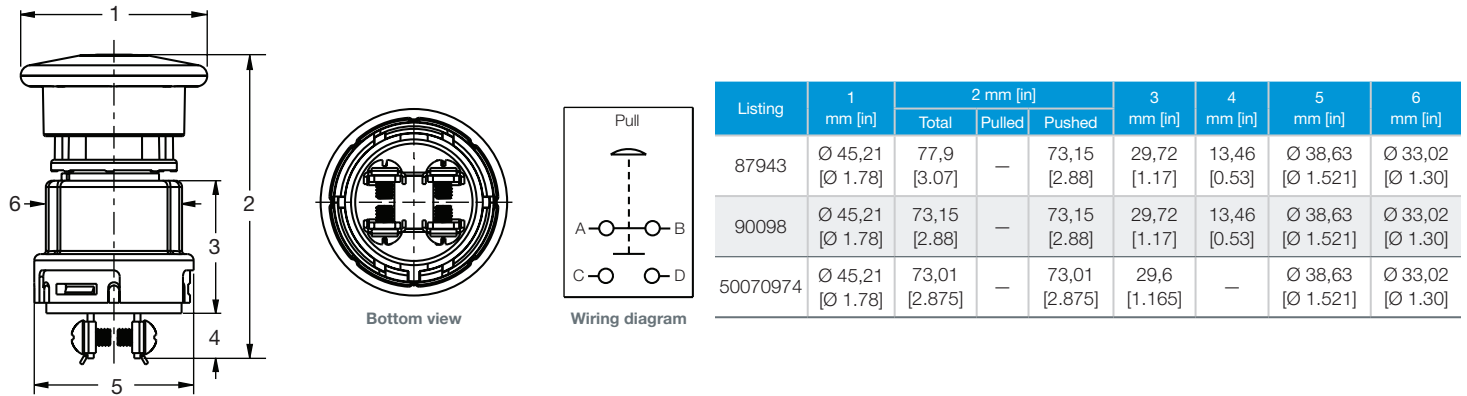 1
6
2
3
4
5
Bottom view
Pull
A
B
C
D
Wiring diagram
Listing 1 mm [in] 2 mm [in] 3 mm [in] 4 mm [in] 5 mm [in] 6 mm [in]
Total Pulled Pushed
87943 Ø 45,21 [Ø 1.78] 77,9 [3.07] — 73,15 [2.88] 29,72 [1.17] 13,46 [0.53] Ø 38,63 [Ø 1.521] Ø 33,02 [Ø 1.30]
90098 Ø 45,21 [Ø 1.78] 73,15 [2.88] — 73,15 [2.88] 29,72 [1.17] 13,46 [0.53] Ø 38,63 [Ø 1.521] Ø 33,02 [Ø 1.30]
50070974 Ø 45,21 [Ø 1.78] 73,01 [2.875] — 73,01 [2.875] 29,6 [1.165] — Ø 38,63 [Ø 1.521] Ø 33,02 [Ø 1.30]